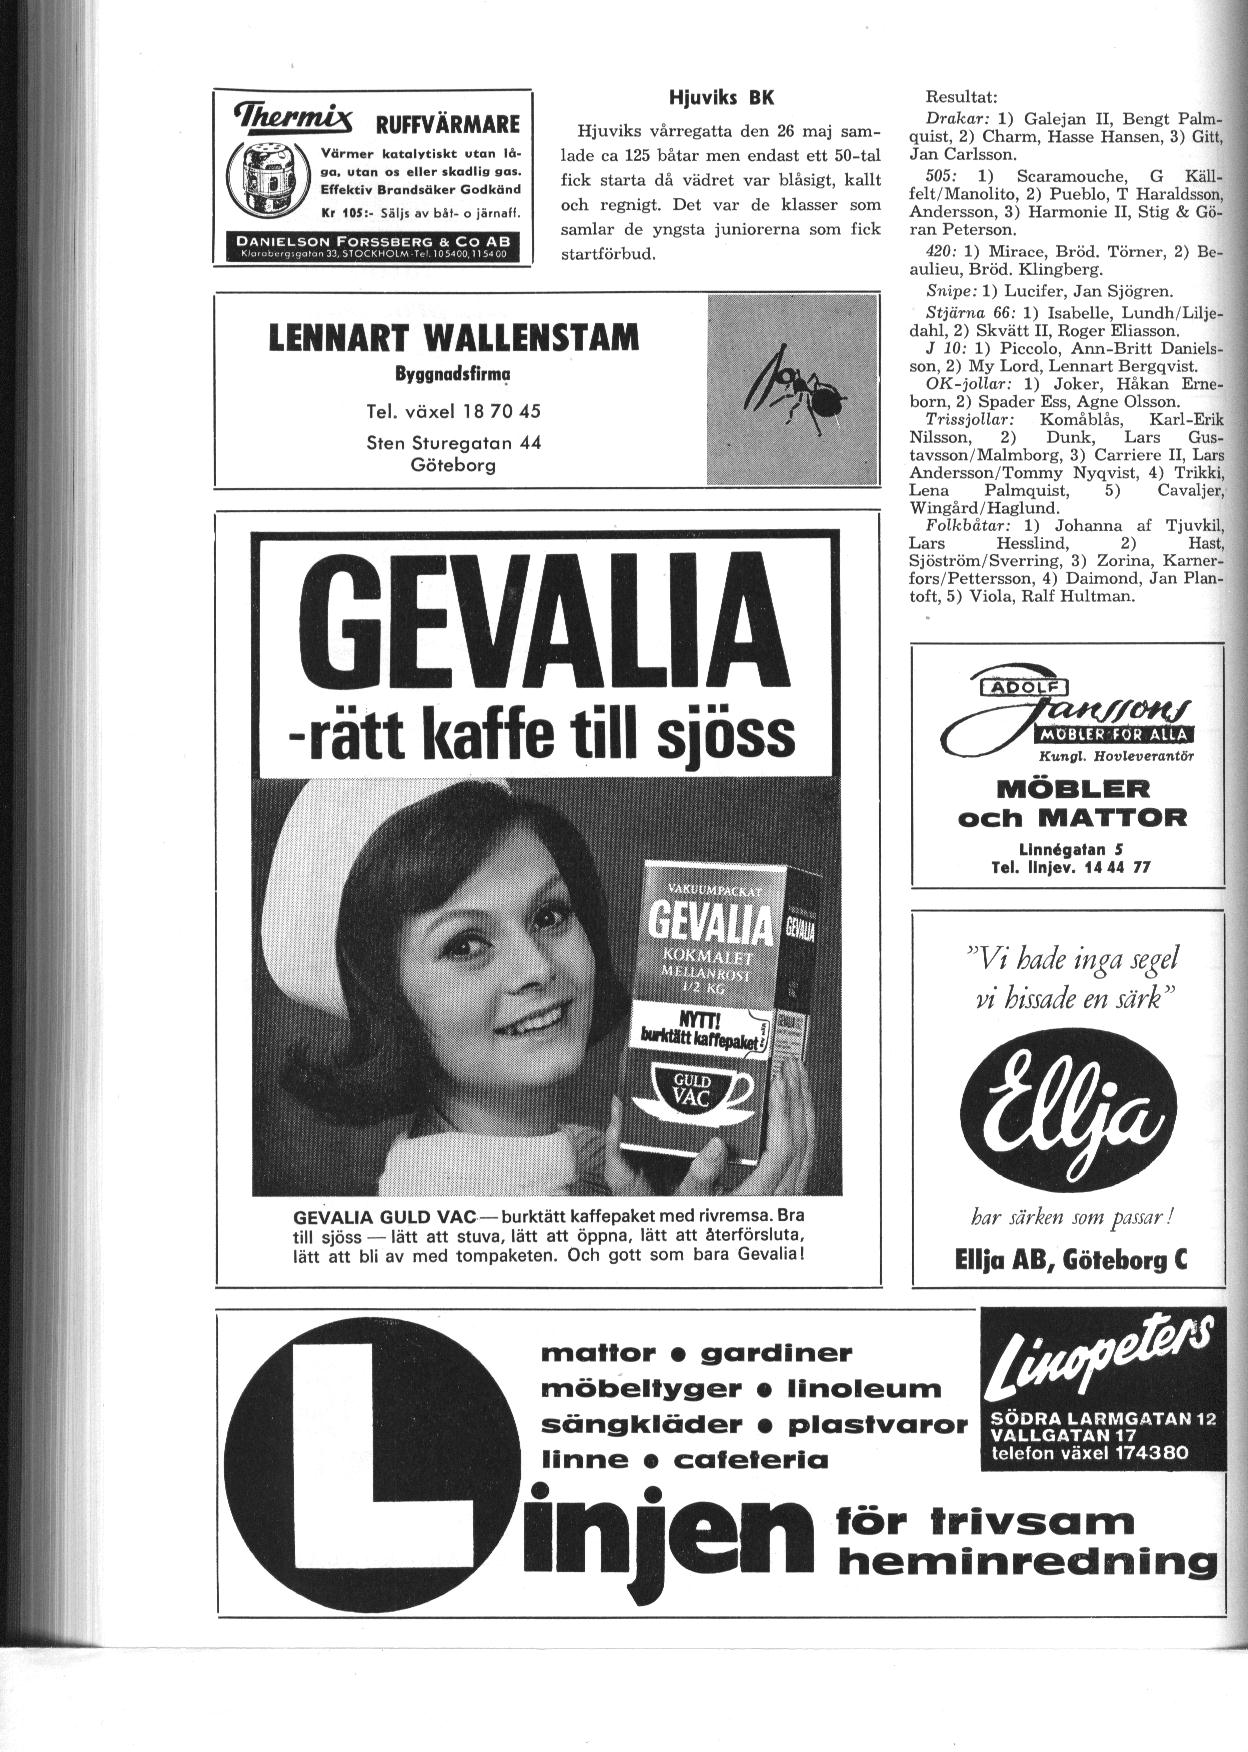 Thermix RUFFVÄRMARE
Värmer katalytiskt utan lå-
ga, utan os eller skadlig gas.
Effektiv Brandsäker Godkänd
Kr 105:- Säljs av båt- o järnaff.
DANIELSON FORSSBERG & CO AB
Klarabergsgatan 33, STOCKHOLM-Tel. 105400, 115400
Hjuviks BK
Hjuviks vårregatta den 26 maj sam-
lade ca 125 båtar men endast ett 50-tal
fick starta då vädret var blåsigt, kallt
och regnigt. Det var de klasser som
samlar de yngsta juniorerna som fick
startförbud.
Resultat:
Drakar: 1) Galejan II, Bengt Palm-
quist, 2) Charm, Hasse Hansen, 3) Gitt,
Jan Carlsson.
505: 1) Scaramouche, G Käll-
felt/Manolito, 2) Pueblo, T Haraldsson,
Andersson, 3) Harmonie II, Stig & Gö-
ran Peterson.
420: 1) Mirace, Bröd. Törner, 2) Be-
aulieu, Bröd. Klingberg.
Snipe: 1) Lucifer, Jan Sjögren.
Stjärna 66: 1) Isabelle, Lundh/Lilje-
dahl, 2) Skvätt II, Roger Eliasson.
J 10: 1) Piccolo, Ann-Britt Daniels-
son, 2) My Lord, Lennart Bergqvist.
OK-jollar: 1) Joker, Håkan Erne-
born, 2) Spader Ess, Agne Olsson.
Trissjollar: Komåblås, Karl-Erik
Nilsson, 2) Dunk, Lars Gus-
tavsson/Malmborg, 3) Carriere II, Lars
Andersson/Tommy Nyqvist, 4) Trikki,
Lena Palmquist, 5) Cavaljer,
Wingård/Haglund.
Folkbåtar: 1) Johanna af Tjuvkil,
Lars Hesslind, 2) Hast,
Sjöström/Sverring, 3) Zorina, Karner-
fors/Pettersson, 4) Daimond, Jan Plan-
toft, 5) Viola, Ralf Hultman.
LENNART WALLENSTAM
Byggnadsfirma
Tel. växel 18 70 45
Sten Sturegatan 44
Göteborg
GEVALIA
-rätt kaffe till sjöss
VAKUUMPACKAT
GEVALIA
KOKMALET
MELLANROST
1/2 KG
NYTT!
burktätt kaffepaket
GULD
VAC
GEVALIA
GEVALIA GULD VAC — burktätt kaffepaket med rivremsa. Bra
till sjöss — lätt att stuva, lätt att öppna, lätt att återförsluta,
lätt att bli av med tompaketen. Och gott som bara Gevalia!
ADOLF
Janssons
MÖBLER FÖR ALLA
Kungl. Hovleverantör
MÖBLER
och MATTOR
Linnégatan 5
Tel. linjev. 14 44 77
”Vi hade inga segel
vi hissade en särk”
Ellja
har särken som passar!
Ellja AB, Göteborg C
mattor • gardiner
möbeltyger • linoleum
sängkläder • plastvaror
linne • cafeteria
Linjen för trivsam
heminredning
Linopeters
SÖDRA LARMGATAN 12
VALLGATAN 17
telefon växel 174380